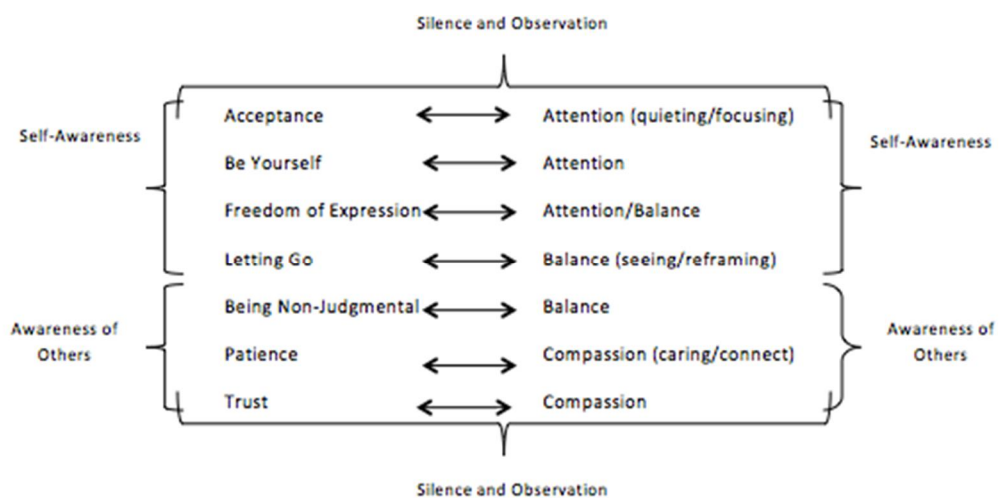 Silence and Observation
Acceptance Attention (quieting/focusing)
Self-Awareness Self-Awareness
Be Yourself Attention
Freedom of Expression Attention/Balance
Letting Go Balance (seeing/reframing)
Being Non-Judgmental Balance
Awareness of Awareness of
Others Patience Compassion (caring/connect) Others
Trust Compassion
Silence and Observation